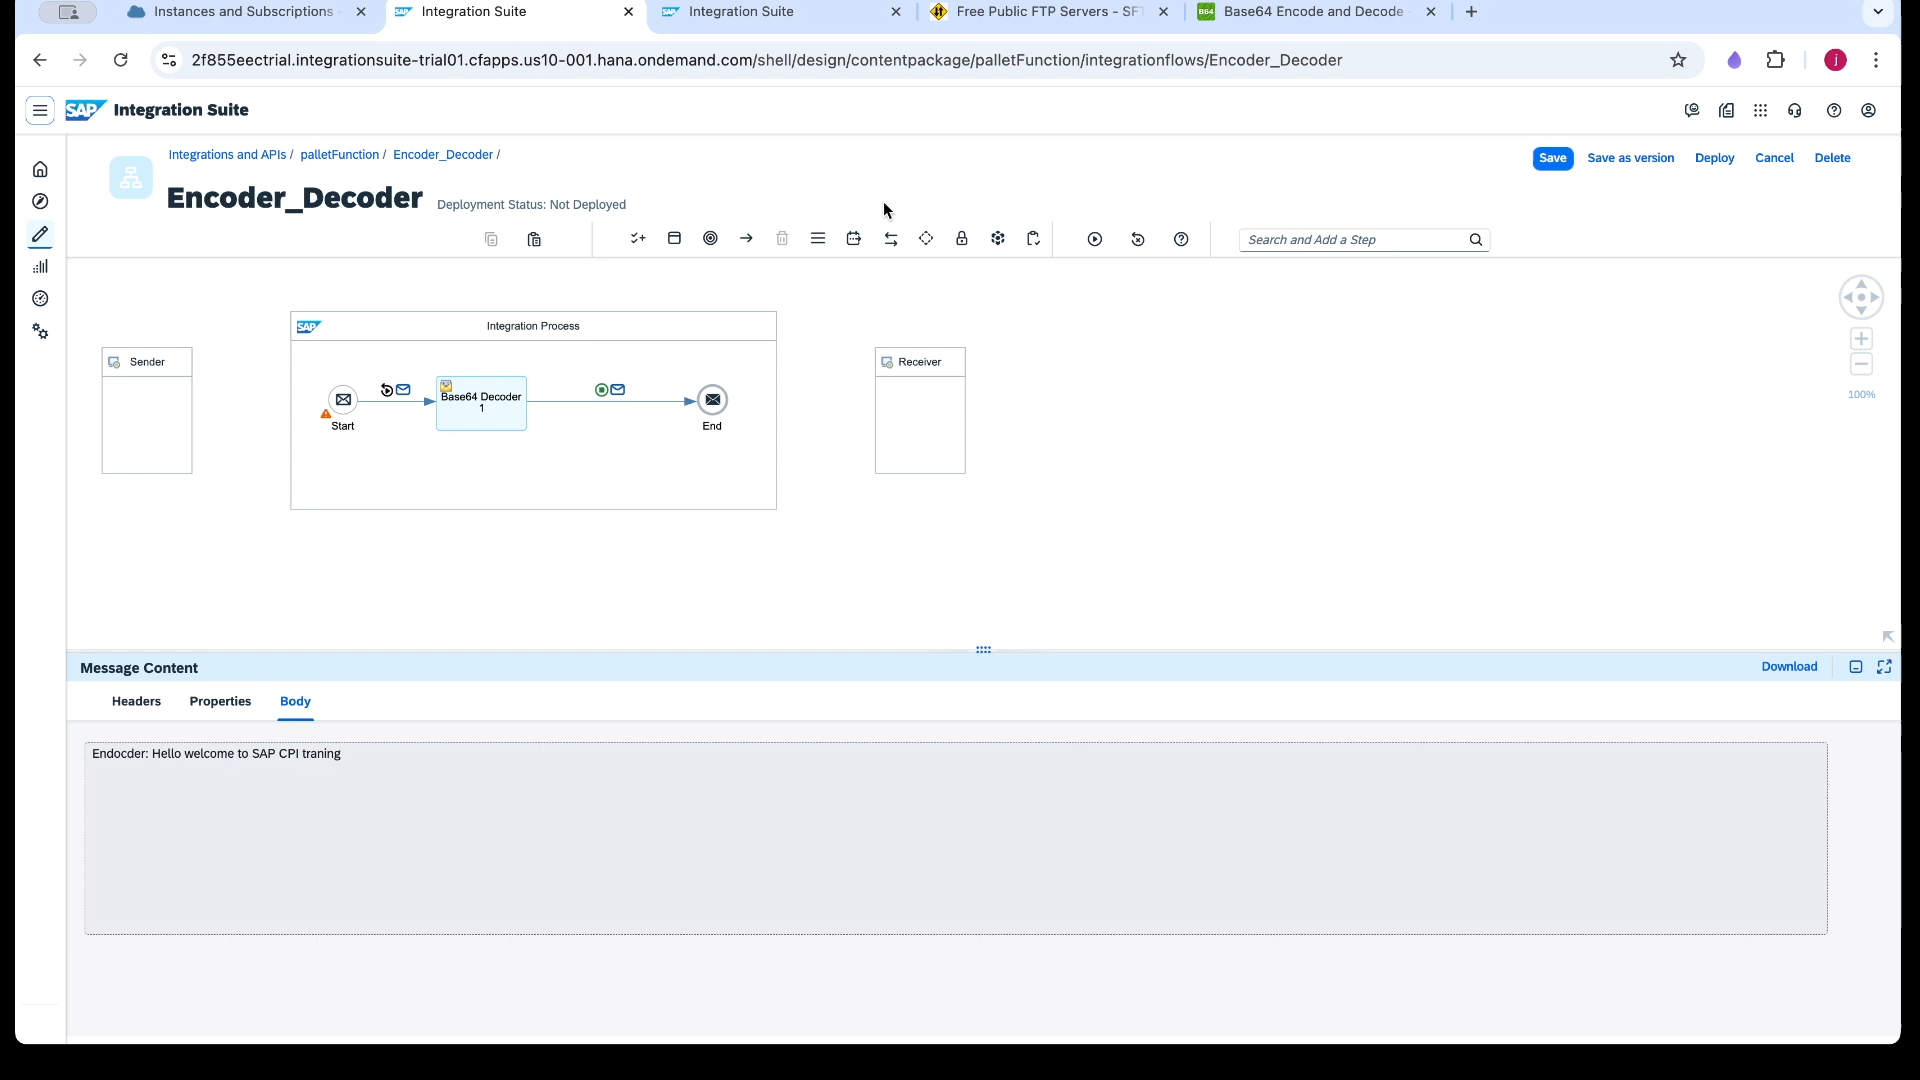 Instances and Subscriptions -
Integration Suite
Integration Suite
Free Public FTP Servers - SFT
B64 Base64 Encode and Decode -
2f855eectrial.integrationsuite-trial01.cfapps.us10-001.hana.ondemand.com/shell/design/contentpackage/palletFunction/integrationflows/Encoder_Decoder
j
SAP Integration Suite
Integrations and APIs / palletFunction / Encoder_Decoder /
Save Save as version Deploy Cancel Delete
Encoder_Decoder Deployment Status: Not Deployed
Search and Add a Step
SAP Integration Process
Sender
Receiver
Base64 Decoder
1
Start
End
100%
Message Content
Download
Headers Properties Body
Endocder: Hello welcome to SAP CPI traning